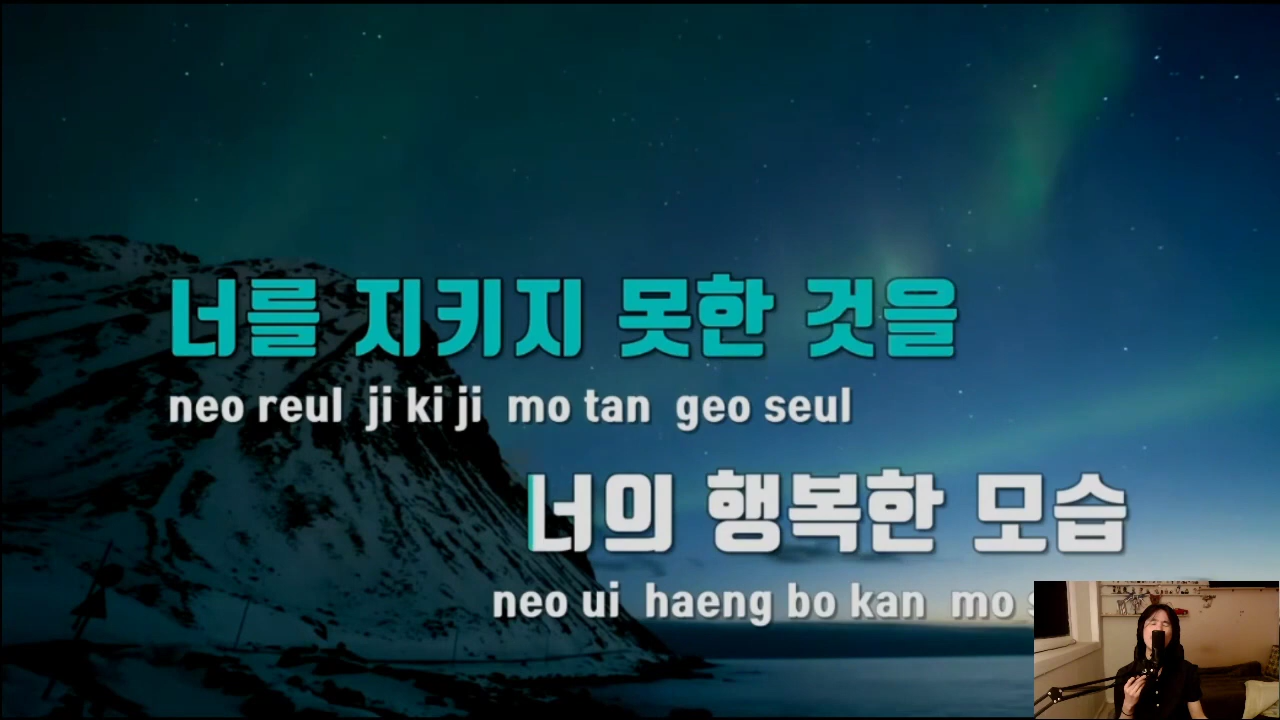 너를 지키지 못한 것을
neo reul ji ki ji mo tan geo seul
너의 행복한 모습
neo ui haeng bo kan mo